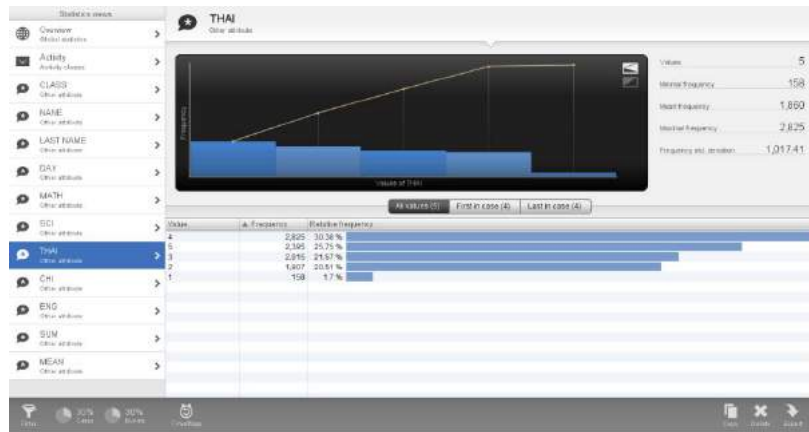 Statistics views
Overview
Global statistics
Activity
Activity classes
CLASS
Other attribute
NAME
Other attribute
LAST NAME
Other attribute
DAY
Other attribute
MATH
Other attribute
SCI
Other attribute
THAI
Other attribute
CHI
Other attribute
ENG
Other attribute
SUM
Other attribute
MEAN
Other attribute
THAI
Other attribute
Frequency
Values of THAI
Values 5
Minimal frequency 158
Mean frequency 1,860
Maximal frequency 2,825
Frequency std. deviation 1,017.41
All values (5) First in case (4) Last in case (4)
Value Frequency Relative frequency
4 2,825 30.38 %
5 2,395 25.75 %
3 2,015 21.67 %
2 1,907 20.51 %
1 158 1.7 %
Filter 30% Cases 30% Events Copy Delete Export